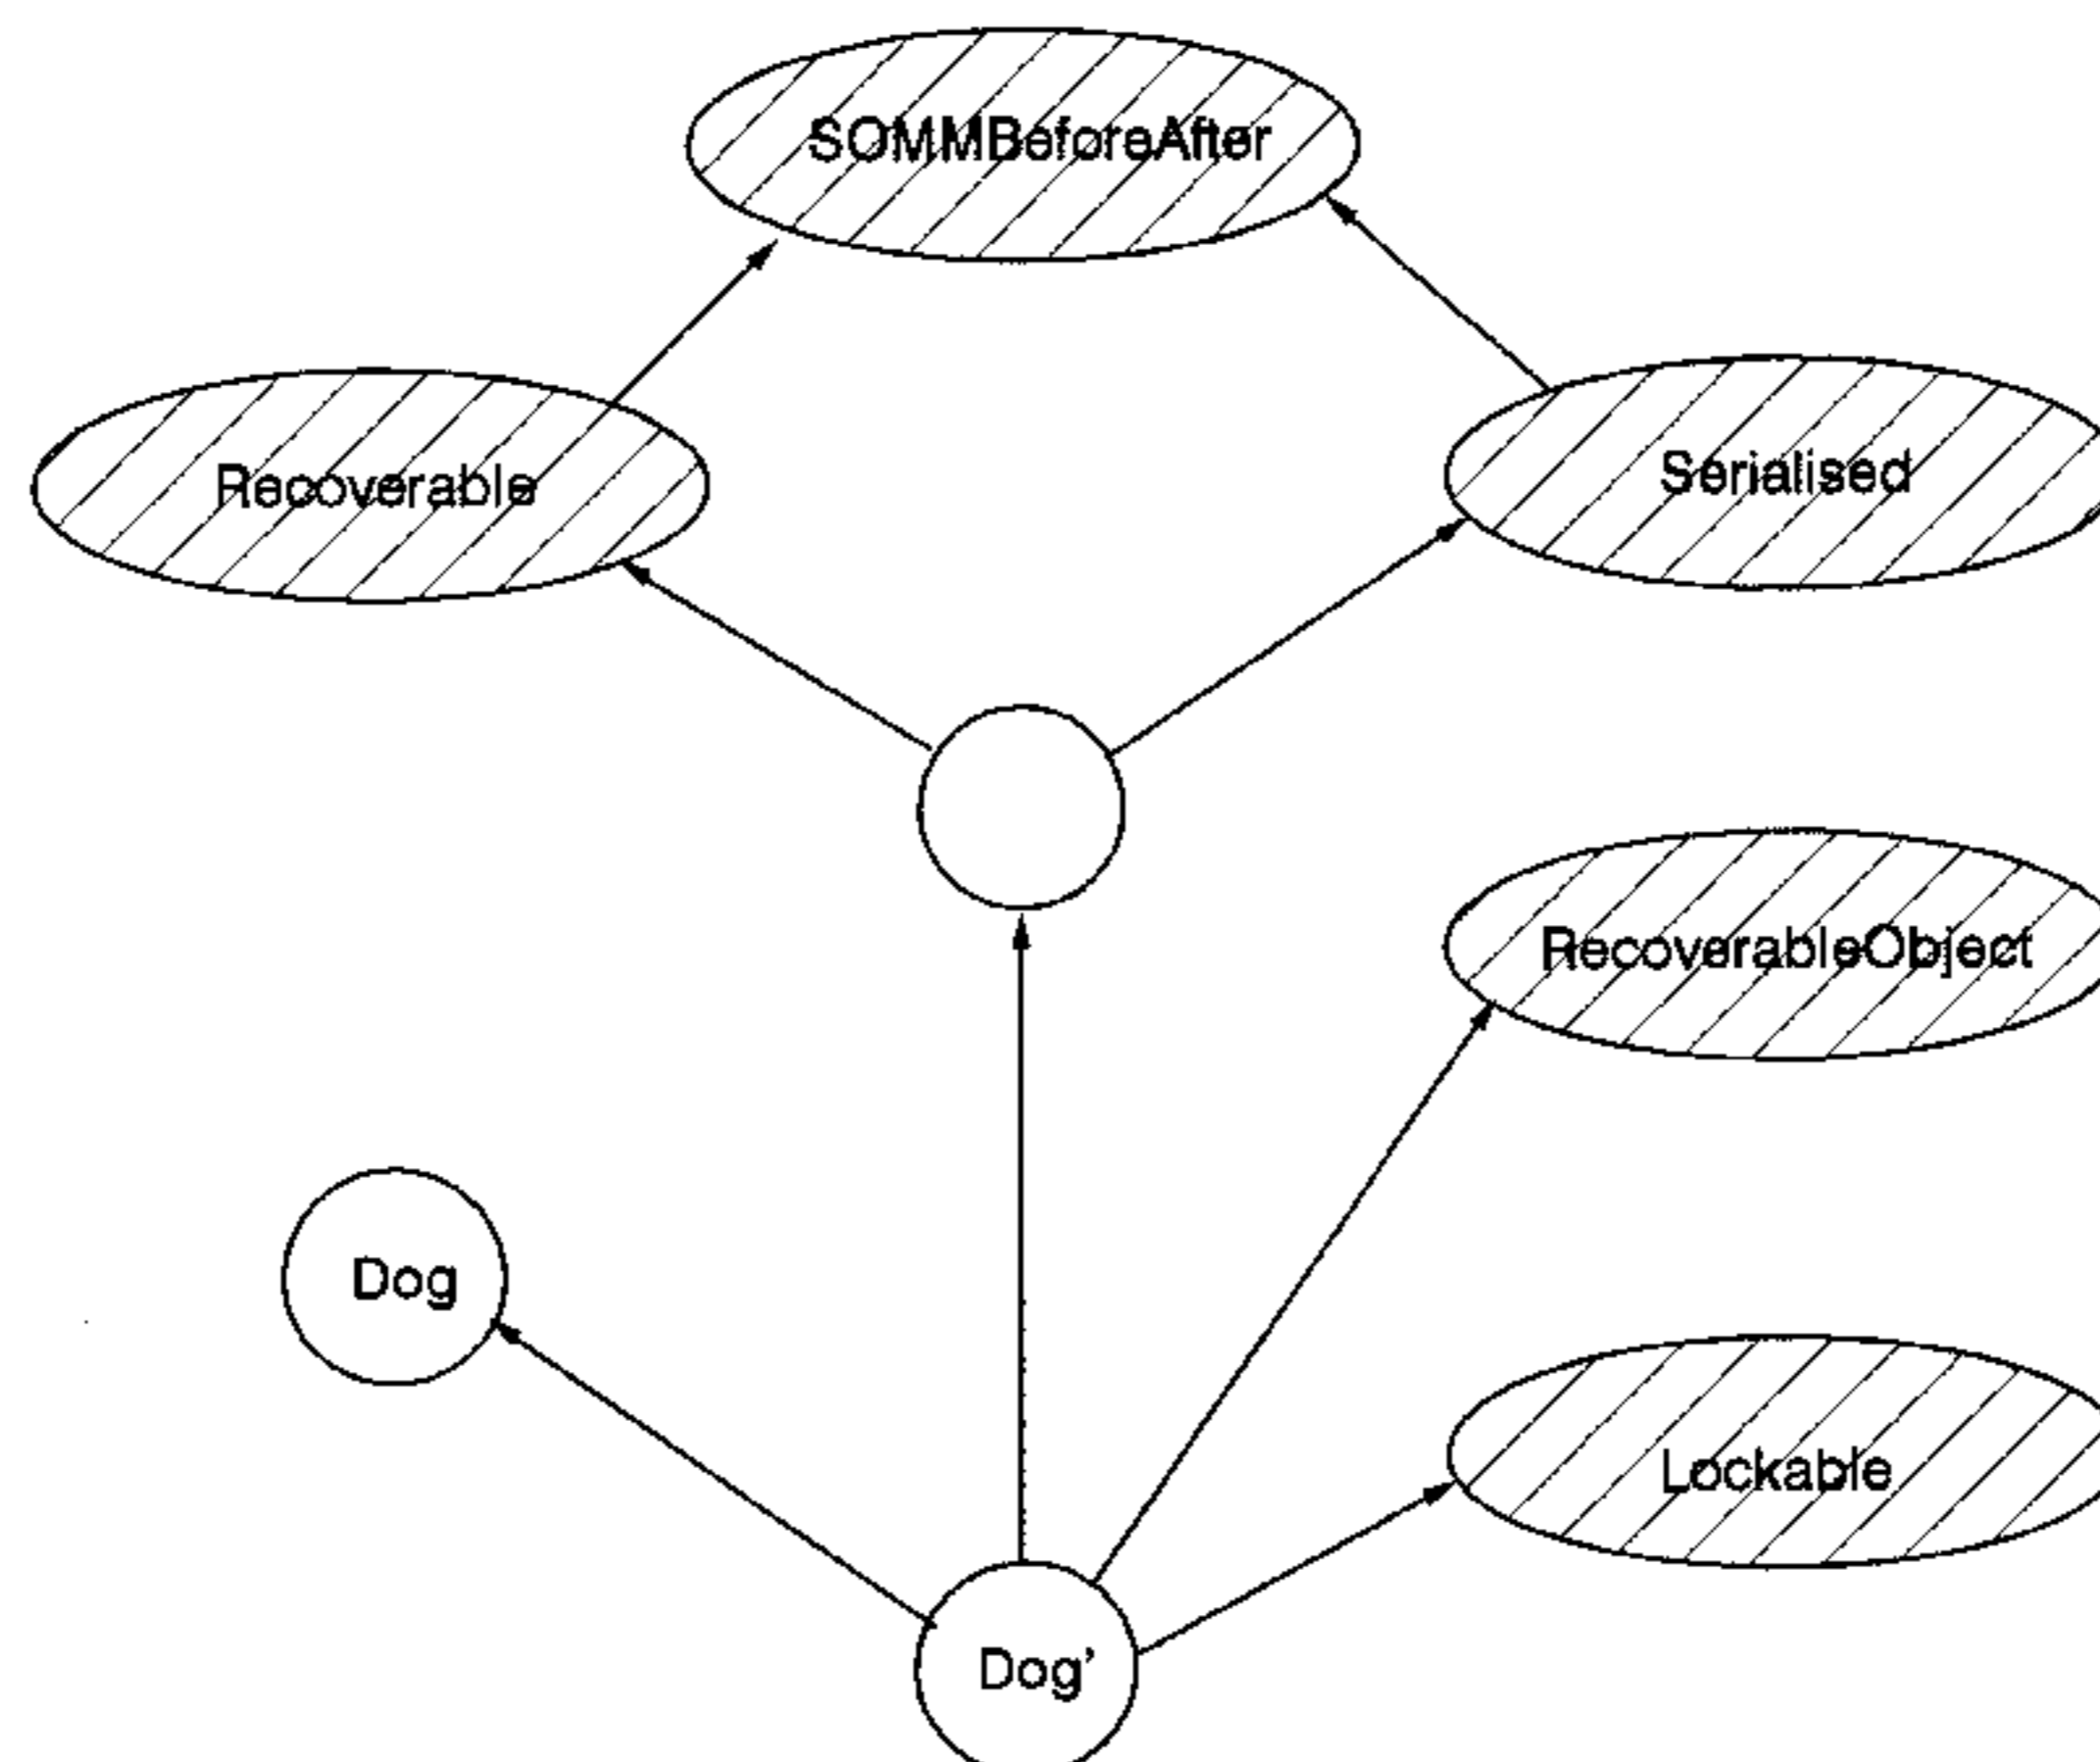 SOMMBeforeAfter
Recoverable
Serialised
RecoverableObject
Dog
Lockable
Dog’